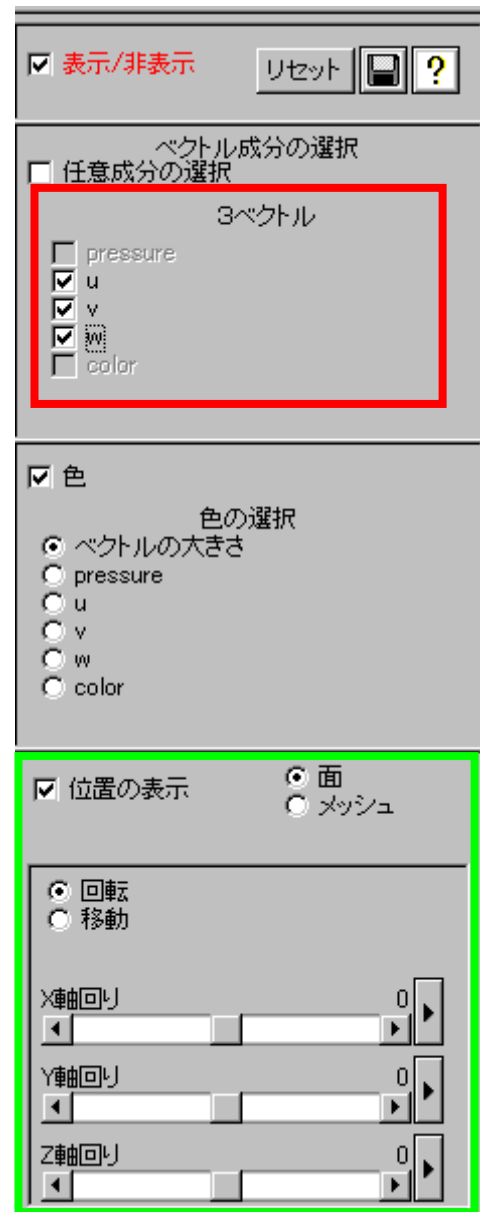 表示/非表示 リセット ?
ベクトル成分の選択
任意成分の選択
3ベクトル
pressure
u
v
w
color
色
色の選択
ベクトルの大きさ
pressure
u
v
w
color
位置の表示 面
メッシュ
回転
移動
X軸回り 0
Y軸回り 0
Z軸回り 0